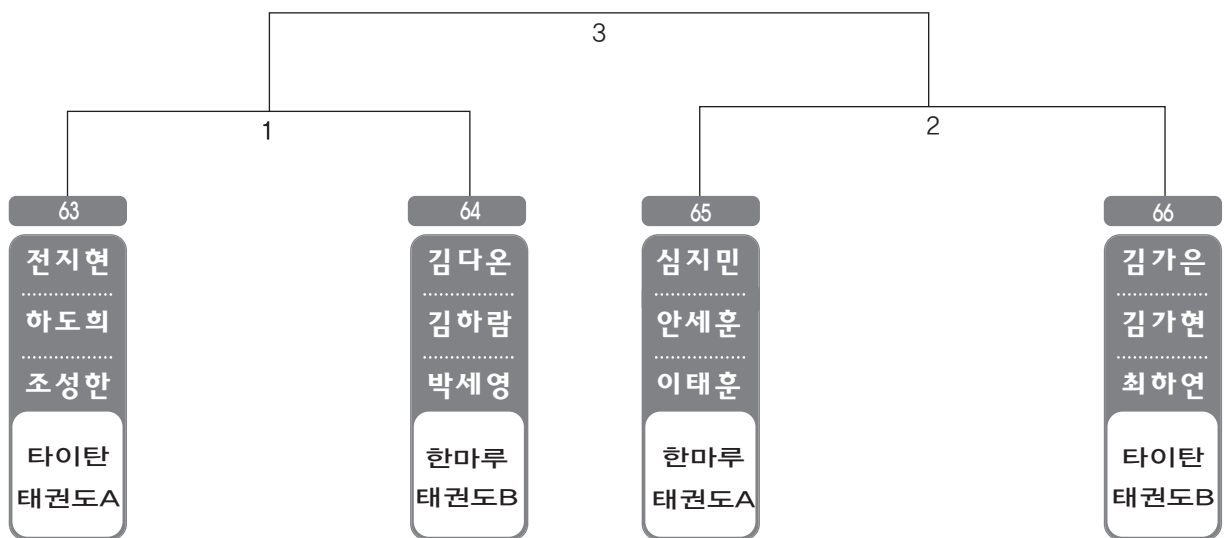 3
1
2
63
전지현
하도희
조성한
타이탄
태권도A
64
김다온
김하람
박세영
한마루
태권도B
65
심지민
안세훈
이태훈
한마루
태권도A
66
김가은
김가현
최하연
타이탄
태권도B